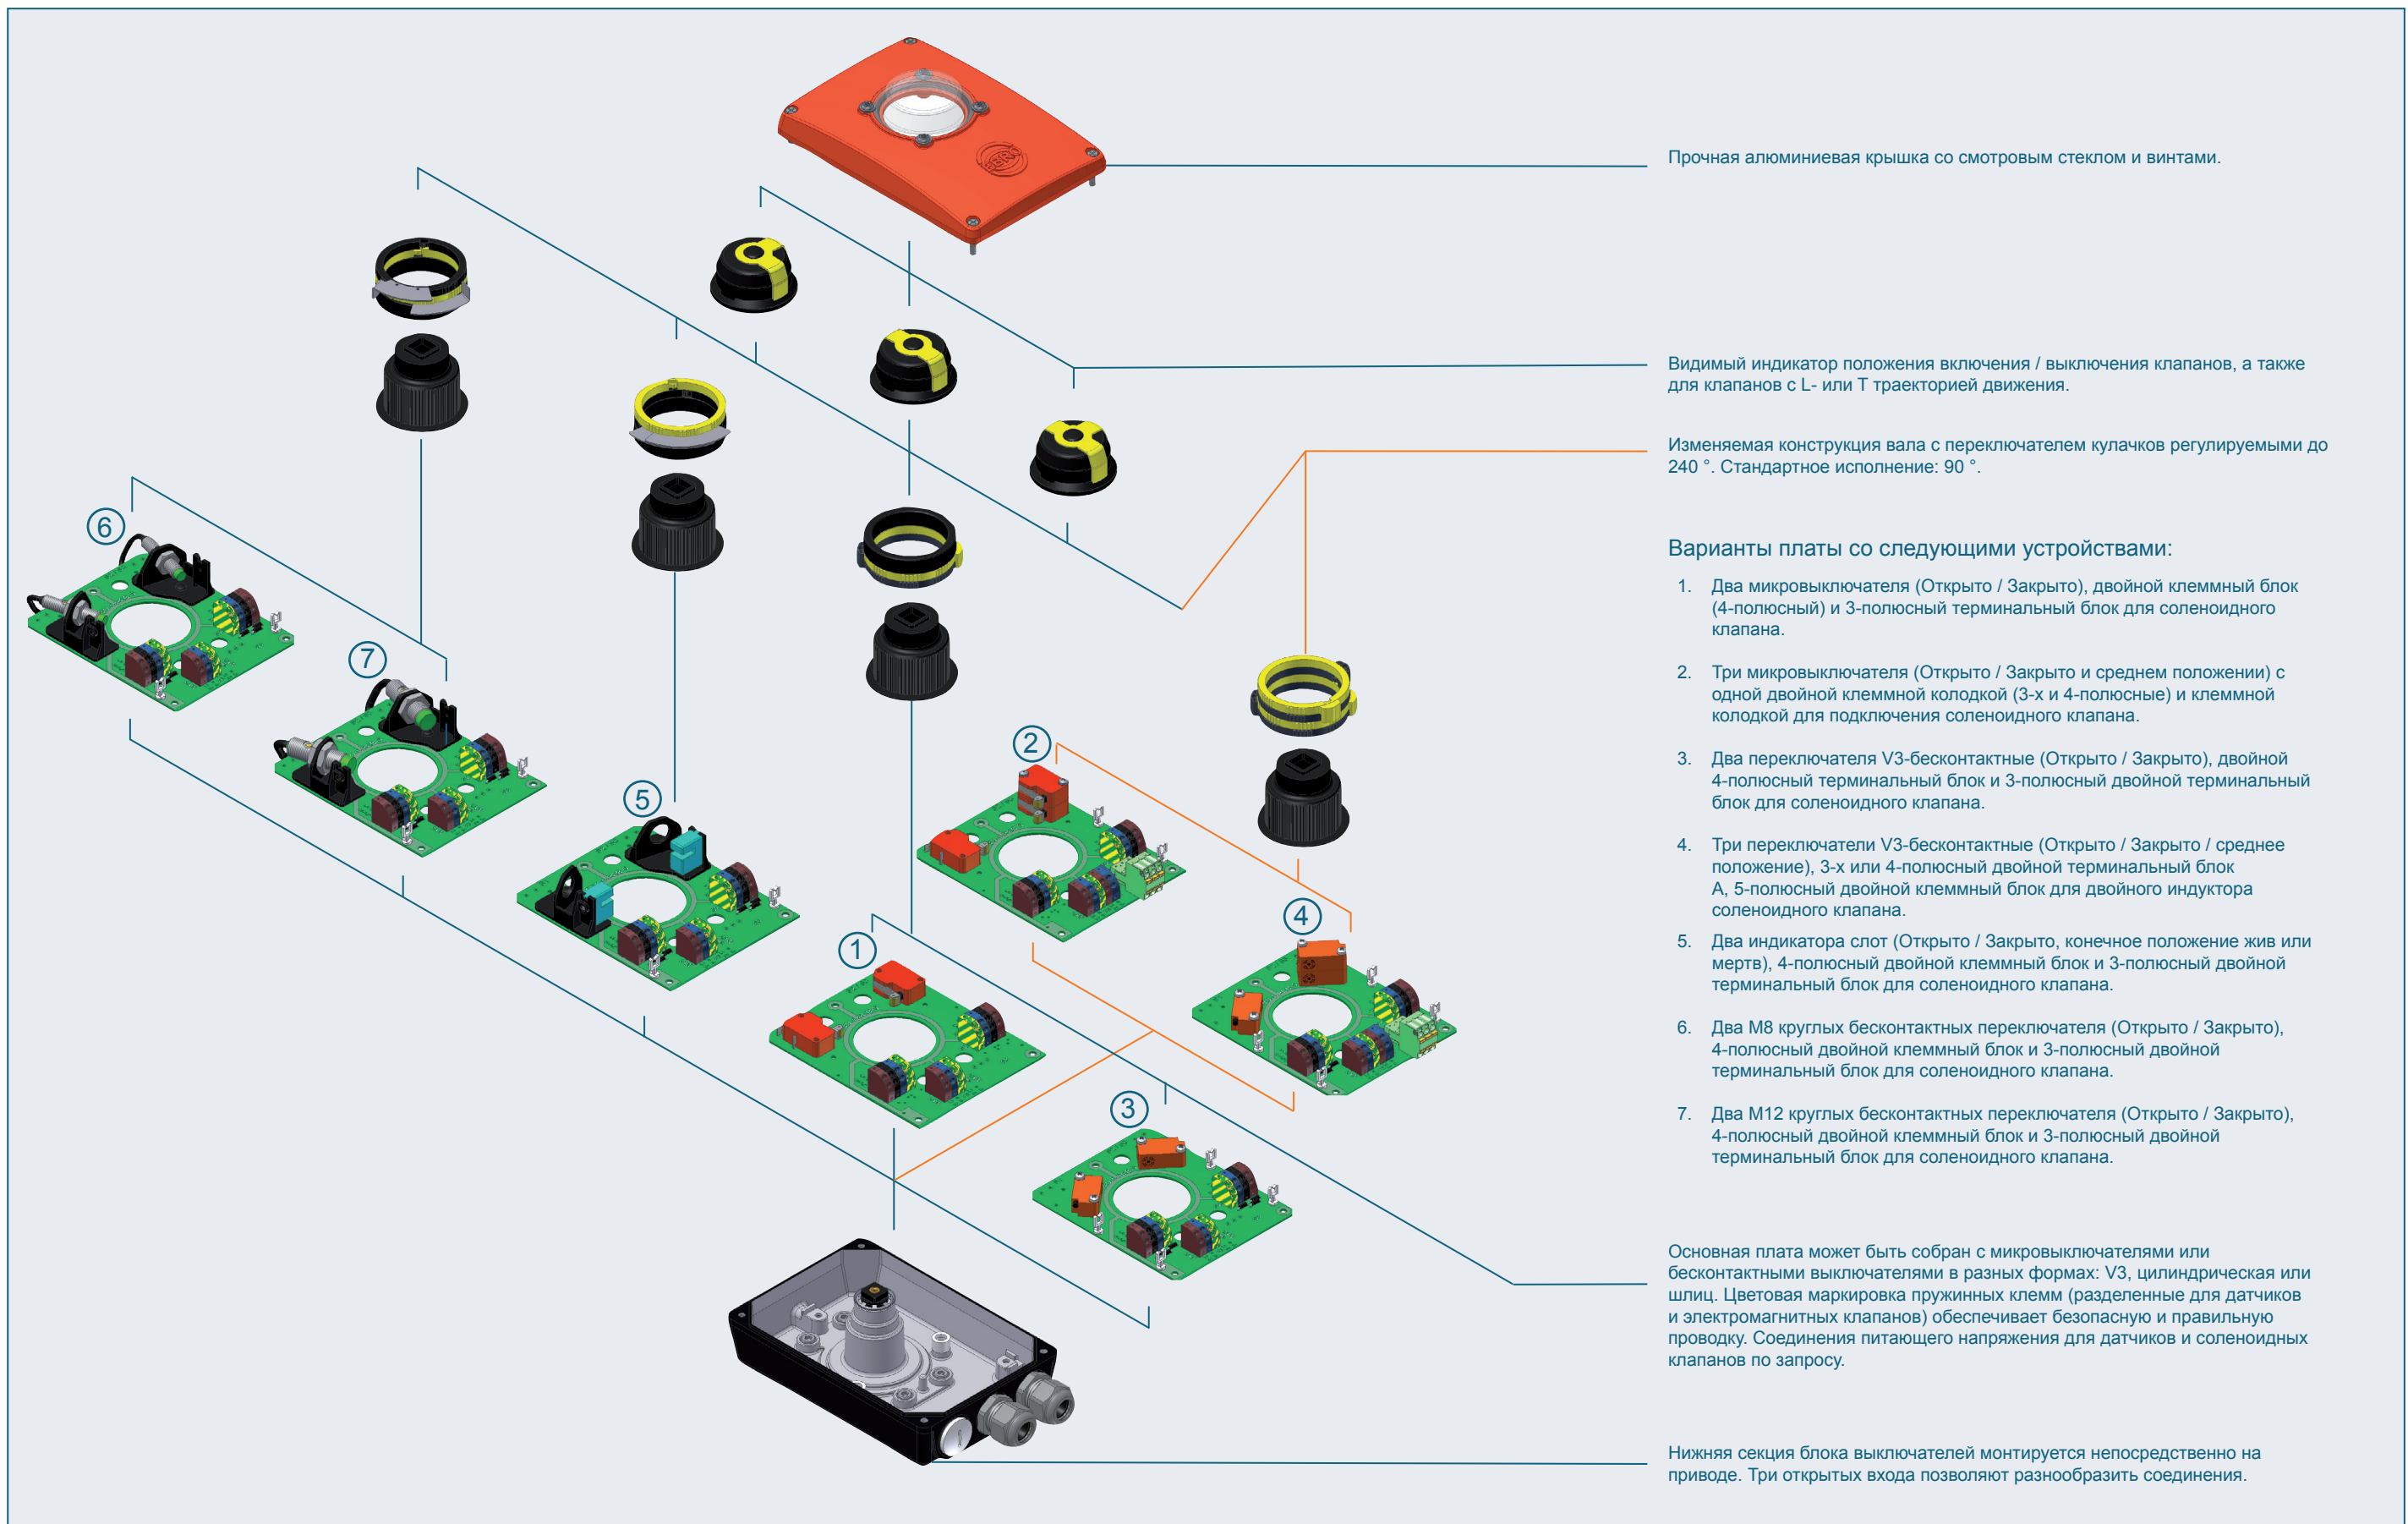 Прочная алюминиевая крышка со смотровым стеклом и винтами.
Видимый индикатор положения включения / выключения клапанов, а также
для клапанов с L- или T траекторией движения.
Изменяемая конструкция вала с переключателем кулачков регулируемыми до
240 °. Стандартное исполнение: 90 °.
Варианты платы со следующими устройствами:
1. Два микровыключателя (Открыто / Закрыто), двойной клеммный блок
(4-полюсный) и 3-полюсный терминальный блок для соленоидного
клапана.
2. Три микровыключателя (Открыто / Закрыто и среднем положении) с
одной двойной клеммной колодкой (3-х и 4-полюсные) и клеммной
колодкой для подключения соленоидного клапана.
3. Два переключателя V3-бесконтактные (Открыто / Закрыто), двойной
4-полюсный терминальный блок и 3-полюсный двойной терминальный
блок для соленоидного клапана.
4. Три переключатели V3-бесконтактные (Открыто / Закрыто / среднее
положение), 3-х или 4-полюсный двойной терминальный блок
A, 5-полюсный двойной клеммный блок для двойного индуктора
соленоидного клапана.
5. Два индикатора слот (Открыто / Закрыто, конечное положение жив или
мертв), 4-полюсный двойной клеммный блок и 3-полюсный двойной
терминальный блок для соленоидного клапана.
6. Два M8 круглых бесконтактных переключателя (Открыто / Закрыто),
4-полюсный двойной клеммный блок и 3-полюсный двойной
терминальный блок для соленоидного клапана.
7. Два M12 круглых бесконтактных переключателя (Открыто / Закрыто),
4-полюсный двойной клеммный блок и 3-полюсный двойной
терминальный блок для соленоидного клапана.
Основная плата может быть собран с микровыключателями или
бесконтактными выключателями в разных формах: V3, цилиндрическая или
шлиц. Цветовая маркировка пружинных клемм (разделенные для датчиков
и электромагнитных клапанов) обеспечивает безопасную и правильную
проводку. Соединения питающего напряжения для датчиков и соленоидных
клапанов по запросу.
Нижняя секция блока выключателей монтируется непосредственно на
приводе. Три открытых входа позволяют разнообразить соединения.
6
7
5
2
4
1
3